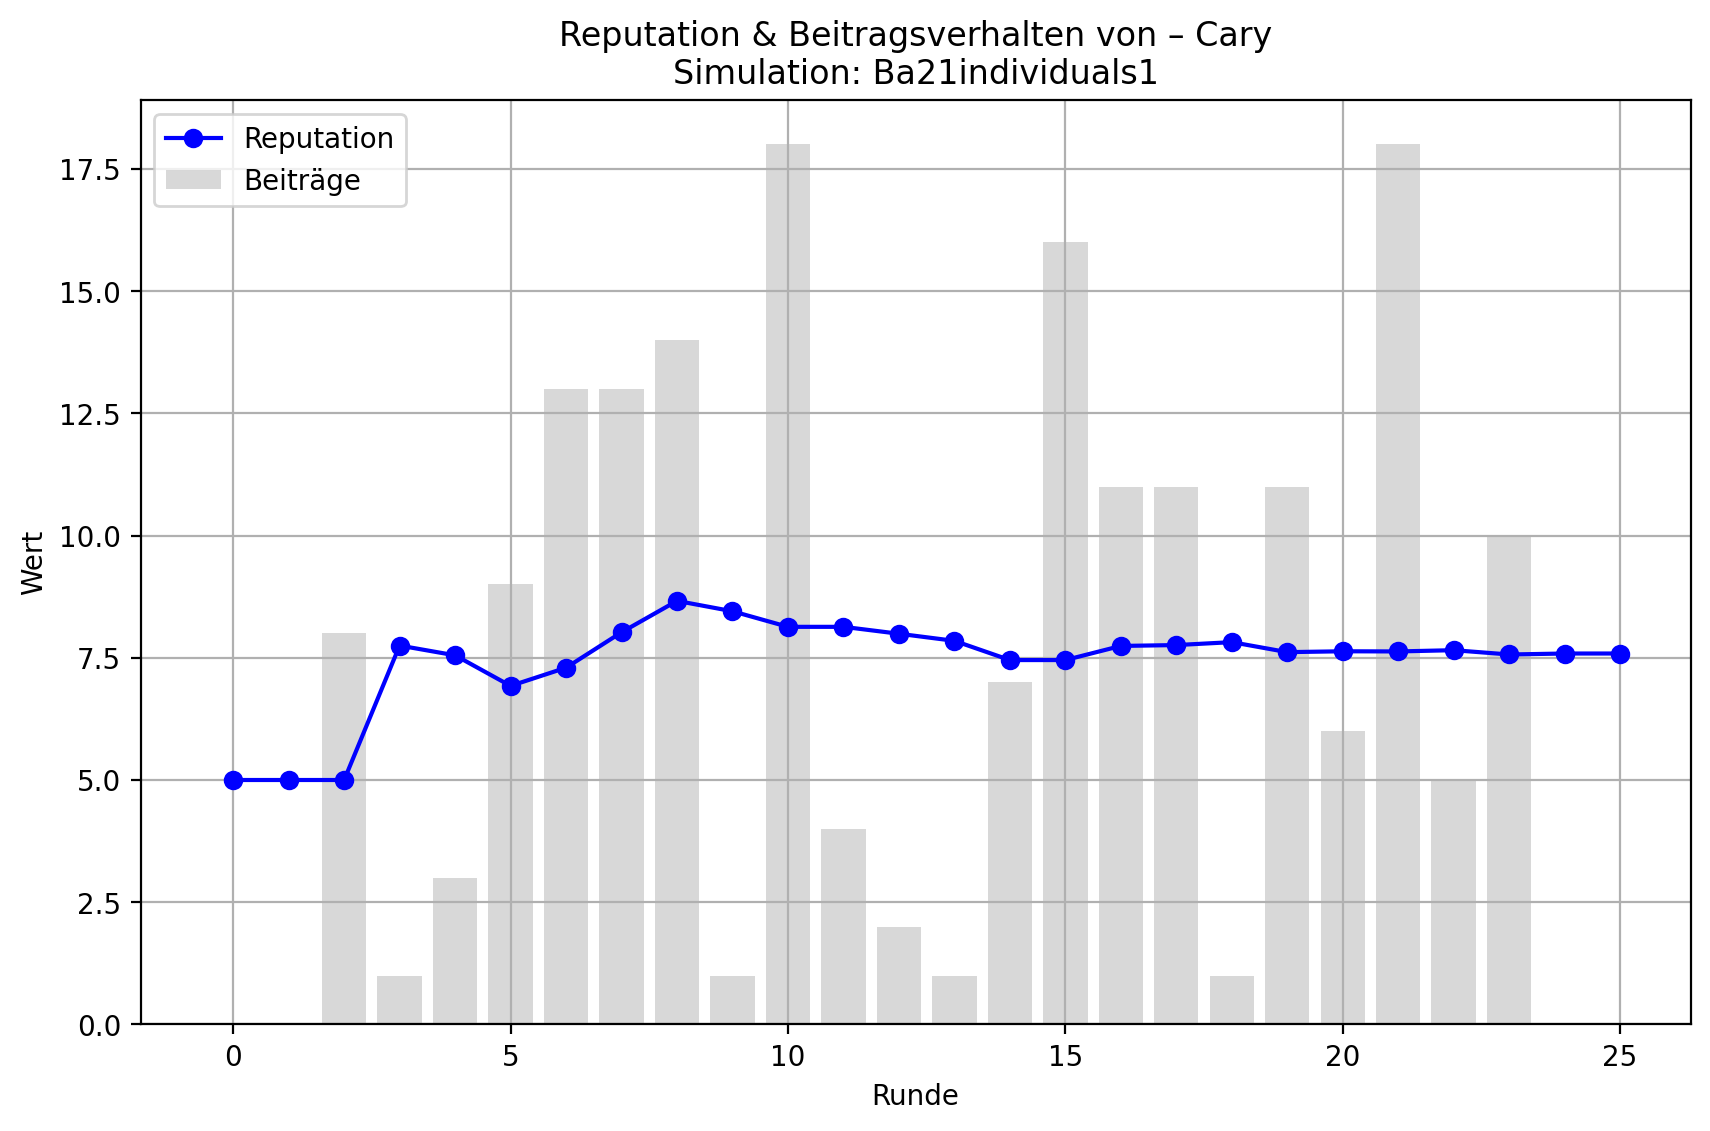 Reputation & Beitragsverhalten von – Cary
Simulation: Ba21individuals1
Reputation
Beiträge
17.5
15.0
12.5
10.0
7.5
5.0
2.5
0.0
Wert
0 5 10 15 20 25
Runde